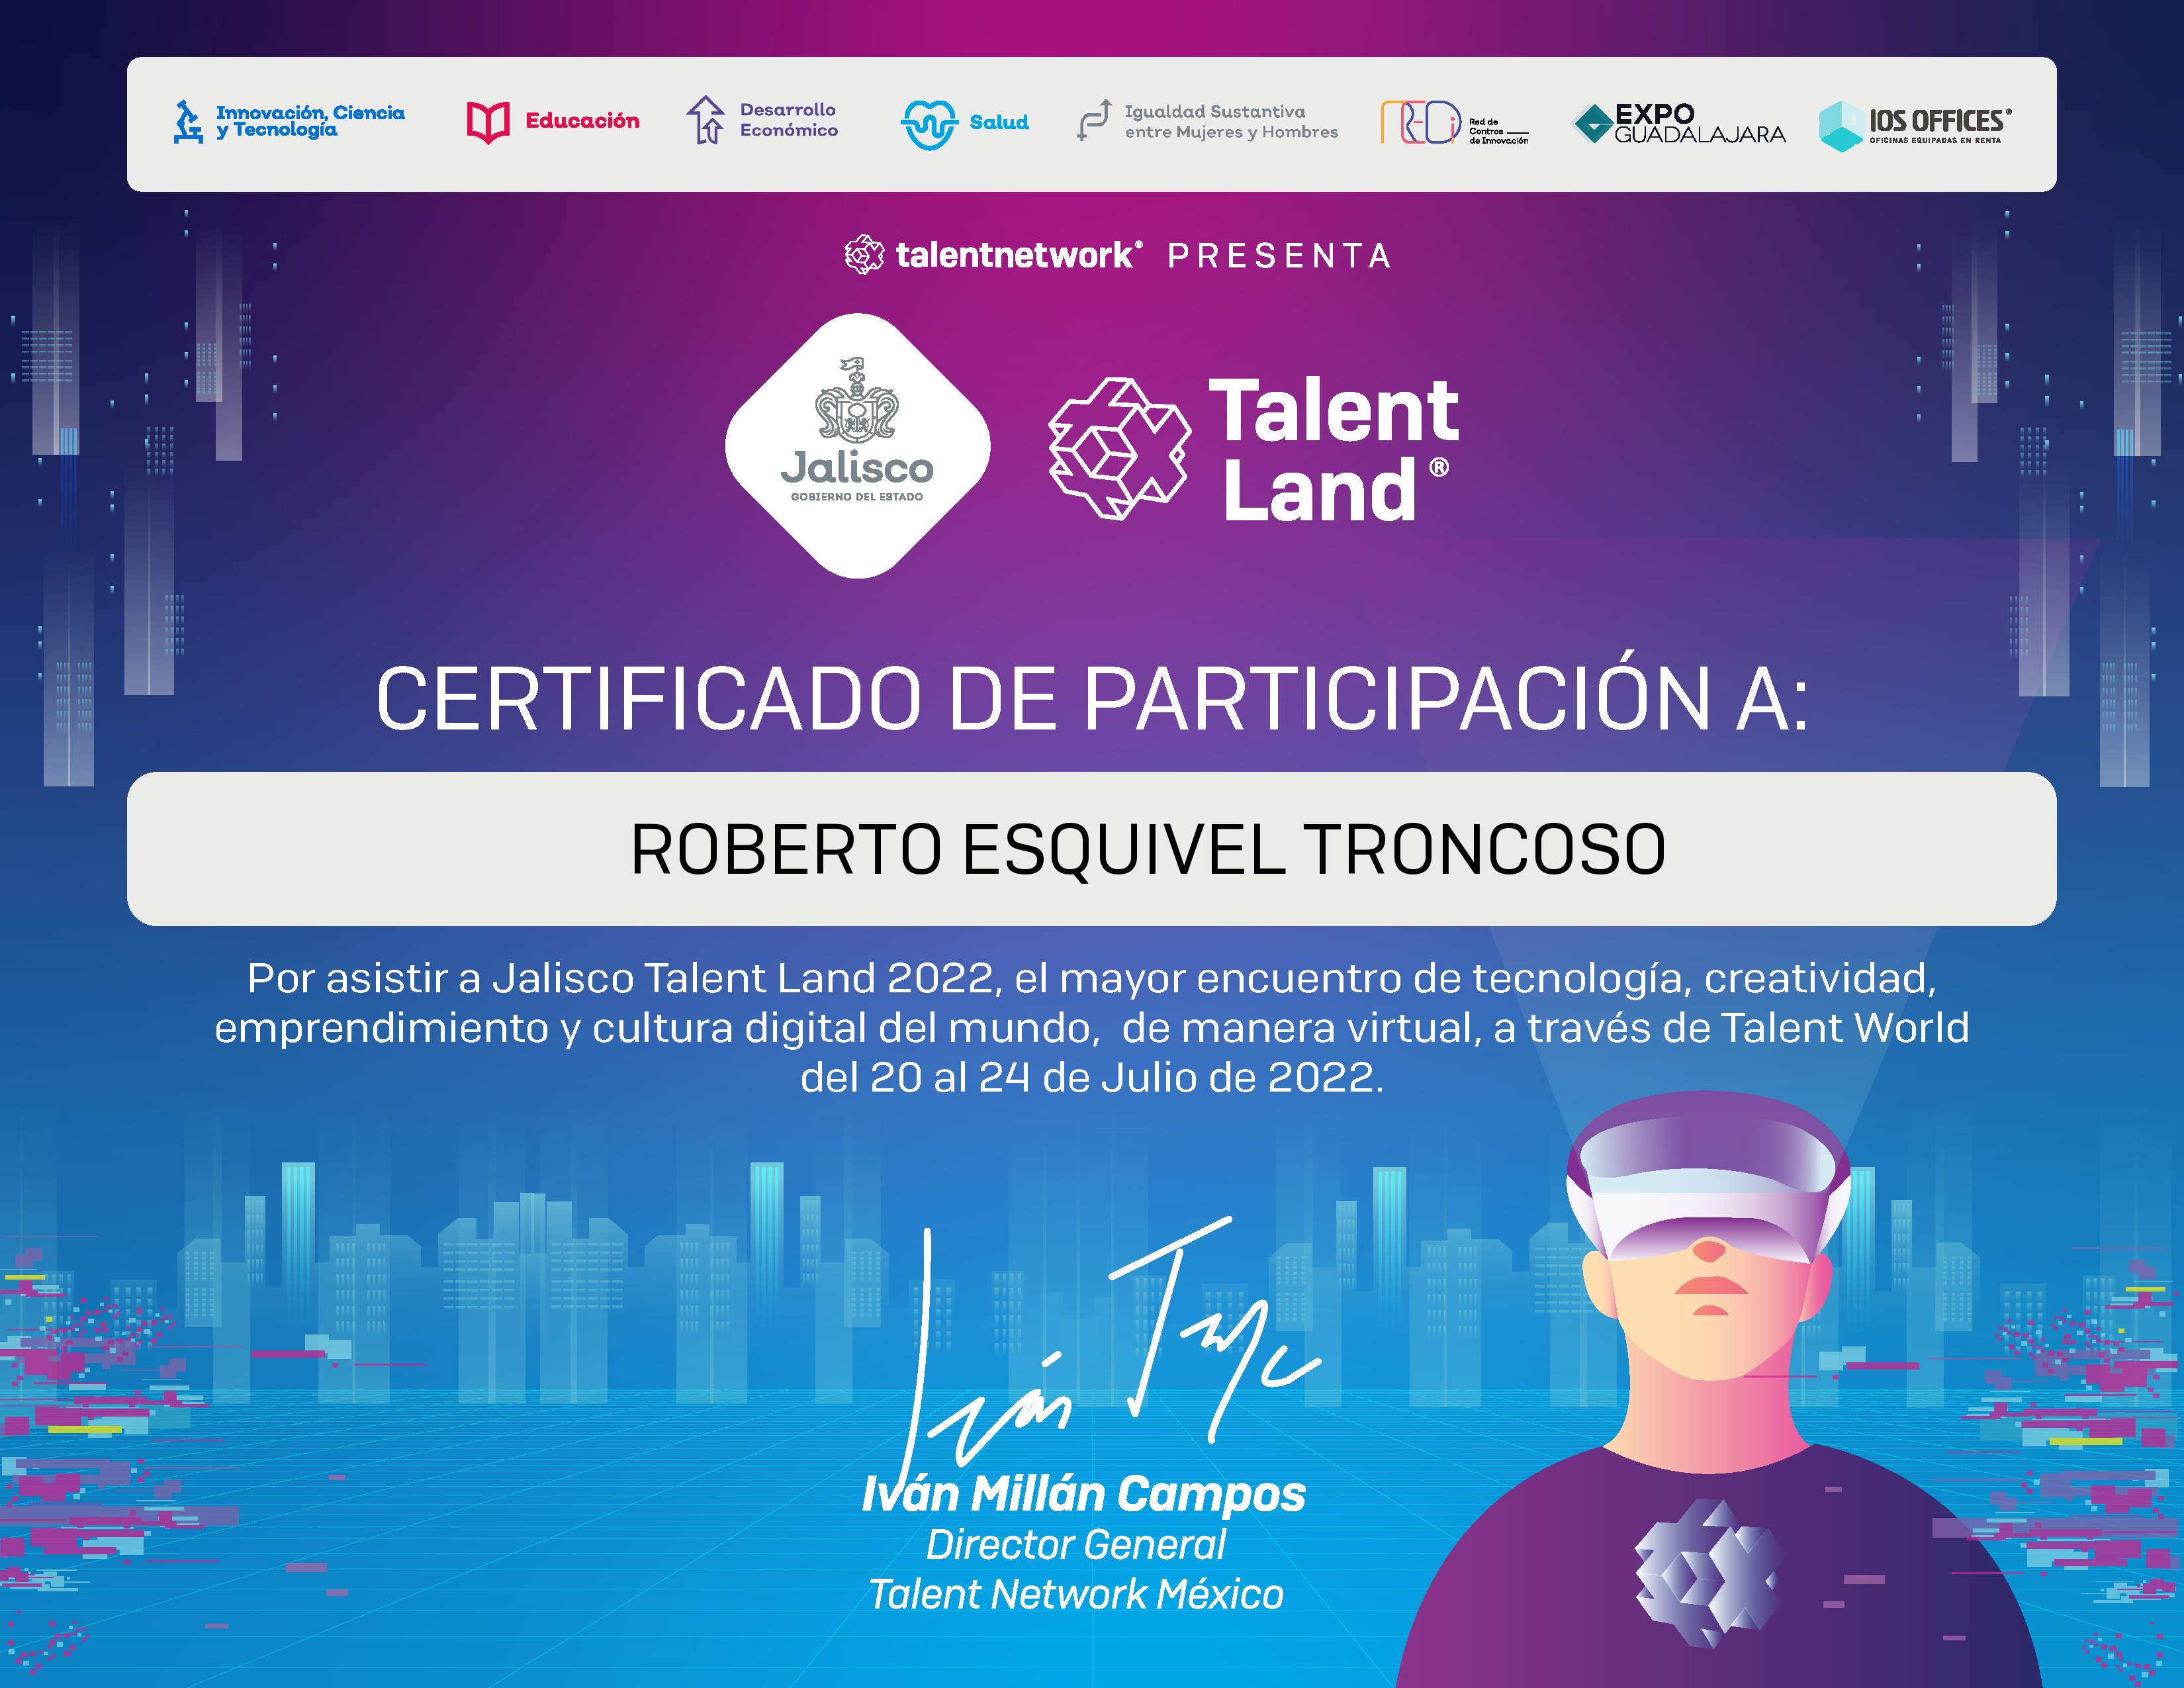 Innovación, Ciencia
y Tecnología
Educación
Desarrollo
Económico
Salud
Igualdad Sustantiva
entre Mujeres y Hombres
REDi
Red de
Centros
de Innovación
EXPO
GUADALAJARA
IOS OFFICES®
OFICINAS EQUIPADAS EN RENTA
talentnetwork® PRESENTA
Jalisco
GOBIERNO DEL ESTADO
Talent
Land®
CERTIFICADO DE PARTICIPACIÓN A:
ROBERTO ESQUIVEL TRONCOSO
Por asistir a Jalisco Talent Land 2022, el mayor encuentro de tecnología, creatividad,
emprendimiento y cultura digital del mundo, de manera virtual, a través de Talent World
del 20 al 24 de Julio de 2022.
Iván Millán Campos
Director General
Talent Network México